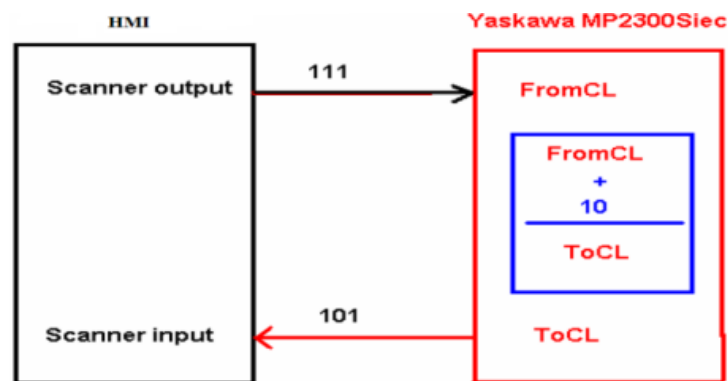 HMI
Yaskawa MP2300Siec
Scanner output
111
FromCL
FromCL
+
10
ToCL
Scanner input
101
ToCL